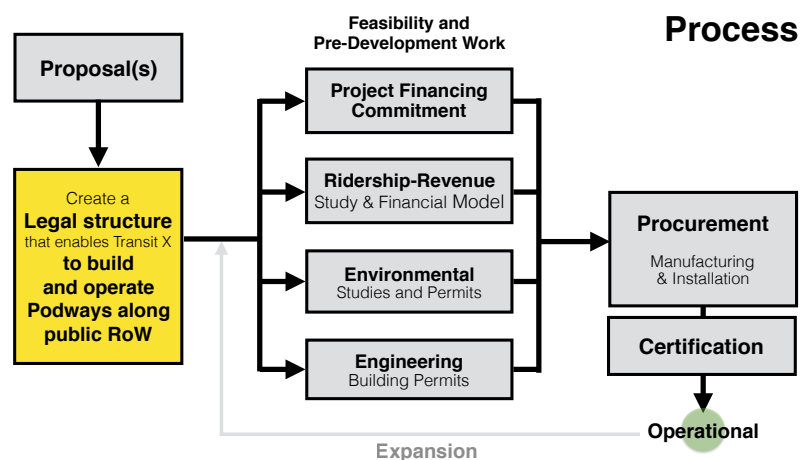 Process
Feasibility and
Pre-Development Work
Proposal(s)
Create a
Legal structure
that enables Transit X
to build
and operate
Podways along
public RoW
Project Financing
Commitment
Ridership-Revenue
Study & Financial Model
Environmental
Studies and Permits
Engineering
Building Permits
Procurement
Manufacturing
& Installation
Certification
Operational
Expansion